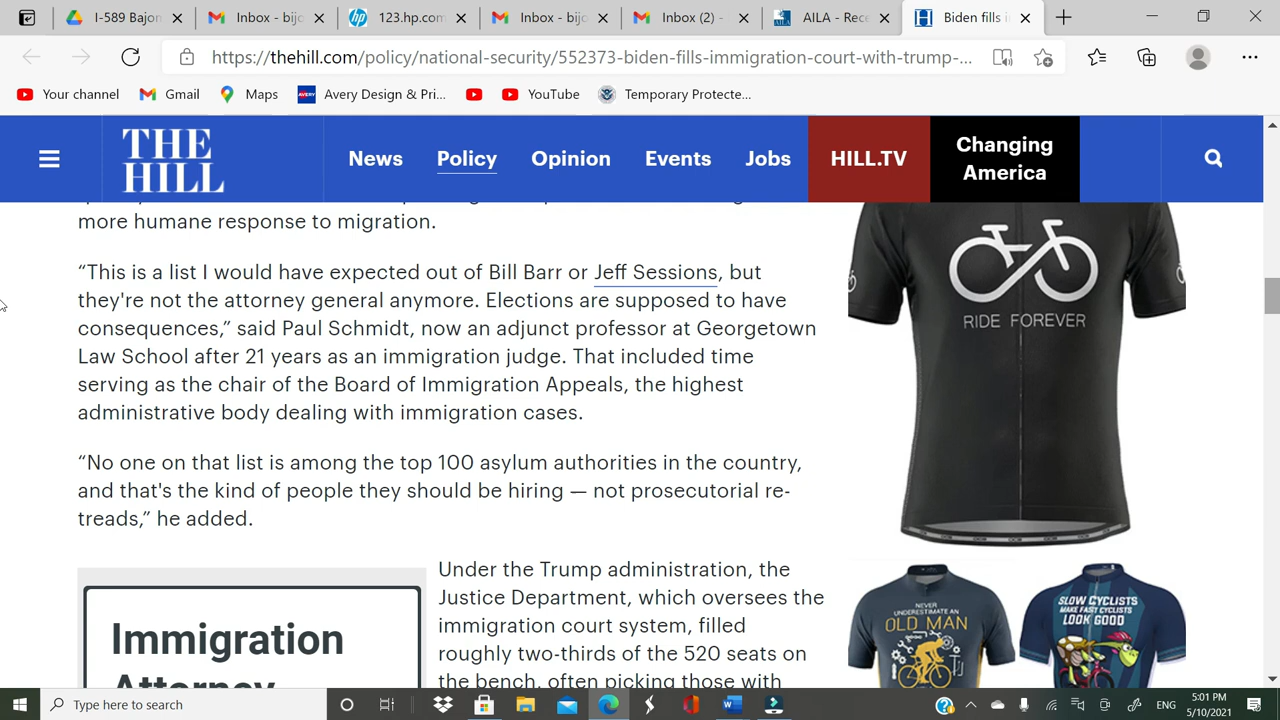 I-589 Bajon
Inbox - bijc
123.hp.com
Inbox - bijc
Inbox (2) -
AILA - Rece
Biden fills i
https://thehill.com/policy/national-security/552373-biden-fills-immigration-court-with-trump-...
Your channel
Gmail
Maps
Avery Design & Pri...
YouTube
Temporary Protecte...
THE
HILL
News
Policy
Opinion
Events
Jobs
HILL.TV
Changing
America
more humane response to migration.
“This is a list I would have expected out of Bill Barr or Jeff Sessions, but
they're not the attorney general anymore. Elections are supposed to have
consequences,” said Paul Schmidt, now an adjunct professor at Georgetown
Law School after 21 years as an immigration judge. That included time
serving as the chair of the Board of Immigration Appeals, the highest
administrative body dealing with immigration cases.
“No one on that list is among the top 100 asylum authorities in the country,
and that's the kind of people they should be hiring — not prosecutorial re-
treads,” he added.
Under the Trump administration, the
Justice Department, which oversees the
immigration court system, filled
roughly two-thirds of the 520 seats on
the bench, often picking those with
Immigration
Attorney
RIDE FOREVER
NEVER
UNDERESTIMATE AN
OLD MAN
SLOW CYCLISTS
MAKE FAST CYCLISTS
LOOK GOOD
Type here to search
ENG
5:01 PM
5/10/2021